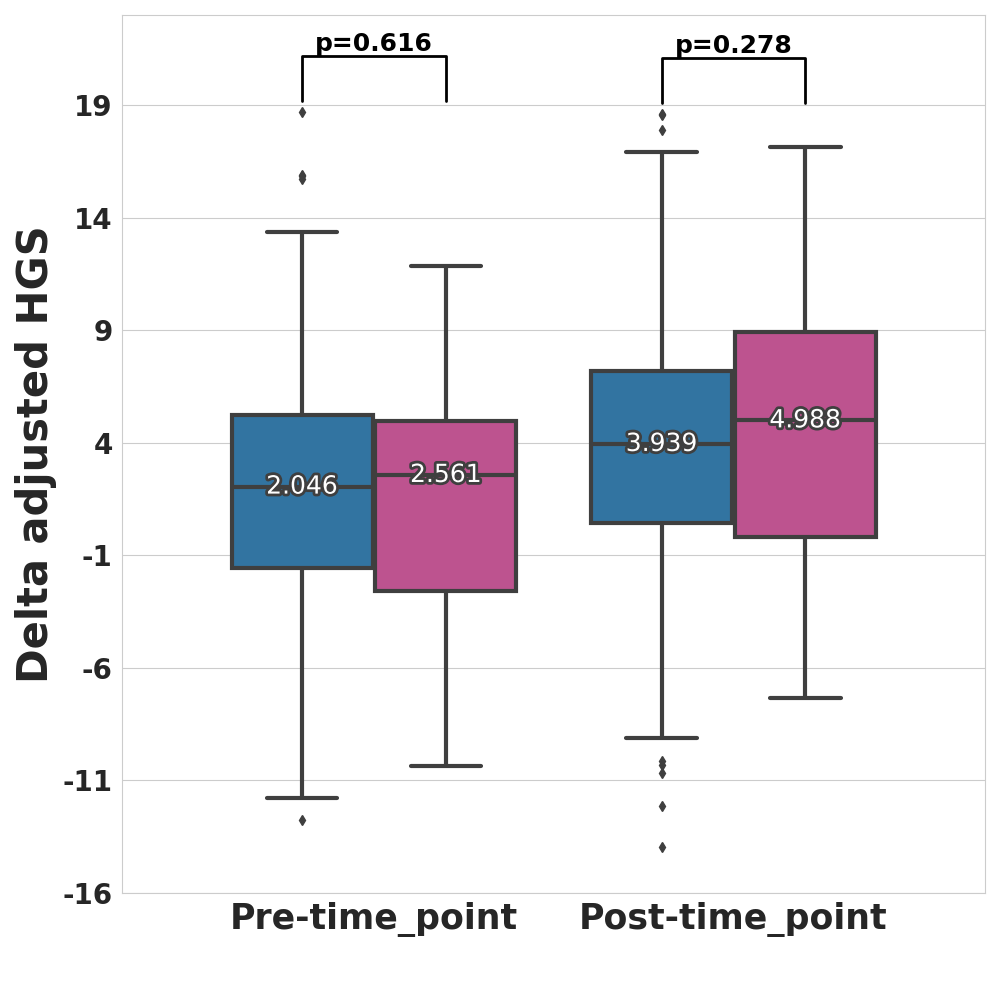 p=0.616
p=0.278
19
14
9
4
-1
-6
-11
-16
Delta adjusted HGS
2.046
2.561
3.939
4.988
Pre-time_point
Post-time_point